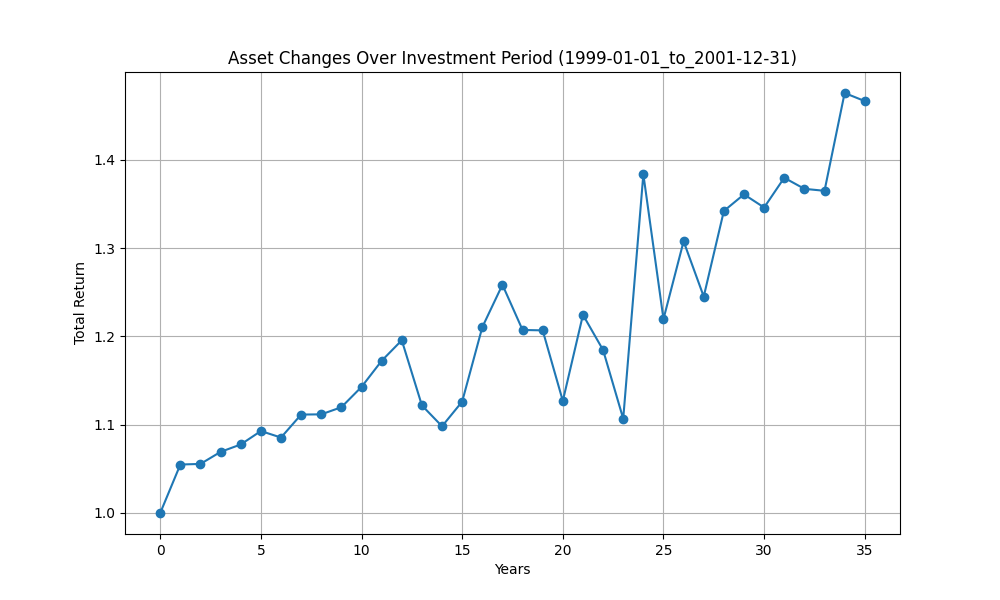 Asset Changes Over Investment Period (1999-01-01_to_2001-12-31)
Total Return
1.4
1.3
1.2
1.1
1.0
0 5 10 15 20 25 30 35
Years